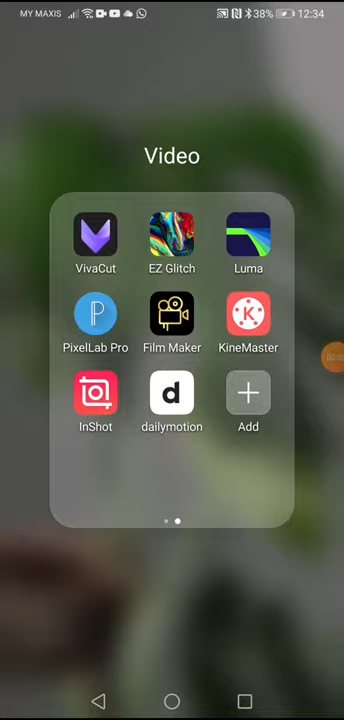 MY MAXIS 38% 12:34
Video
VivaCut EZ Glitch Luma
PixelLab Pro Film Maker KineMaster
InShot dailymotion Add